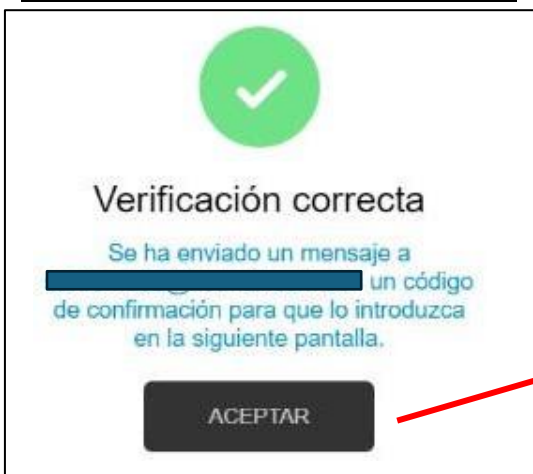 Verificación correcta
Se ha enviado un mensaje a
un código
de confirmación para que lo introduzca
en la siguiente pantalla.
ACEPTAR